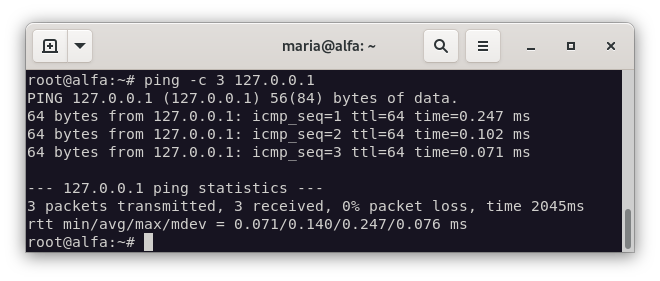 maria@alfa: ~
root@alfa:~# ping -c 3 127.0.0.1
PING 127.0.0.1 (127.0.0.1) 56(84) bytes of data.
64 bytes from 127.0.0.1: icmp_seq=1 ttl=64 time=0.247 ms
64 bytes from 127.0.0.1: icmp_seq=2 ttl=64 time=0.102 ms
64 bytes from 127.0.0.1: icmp_seq=3 ttl=64 time=0.071 ms

--- 127.0.0.1 ping statistics ---
3 packets transmitted, 3 received, 0% packet loss, time 2045ms
rtt min/avg/max/mdev = 0.071/0.140/0.247/0.076 ms
root@alfa:~#